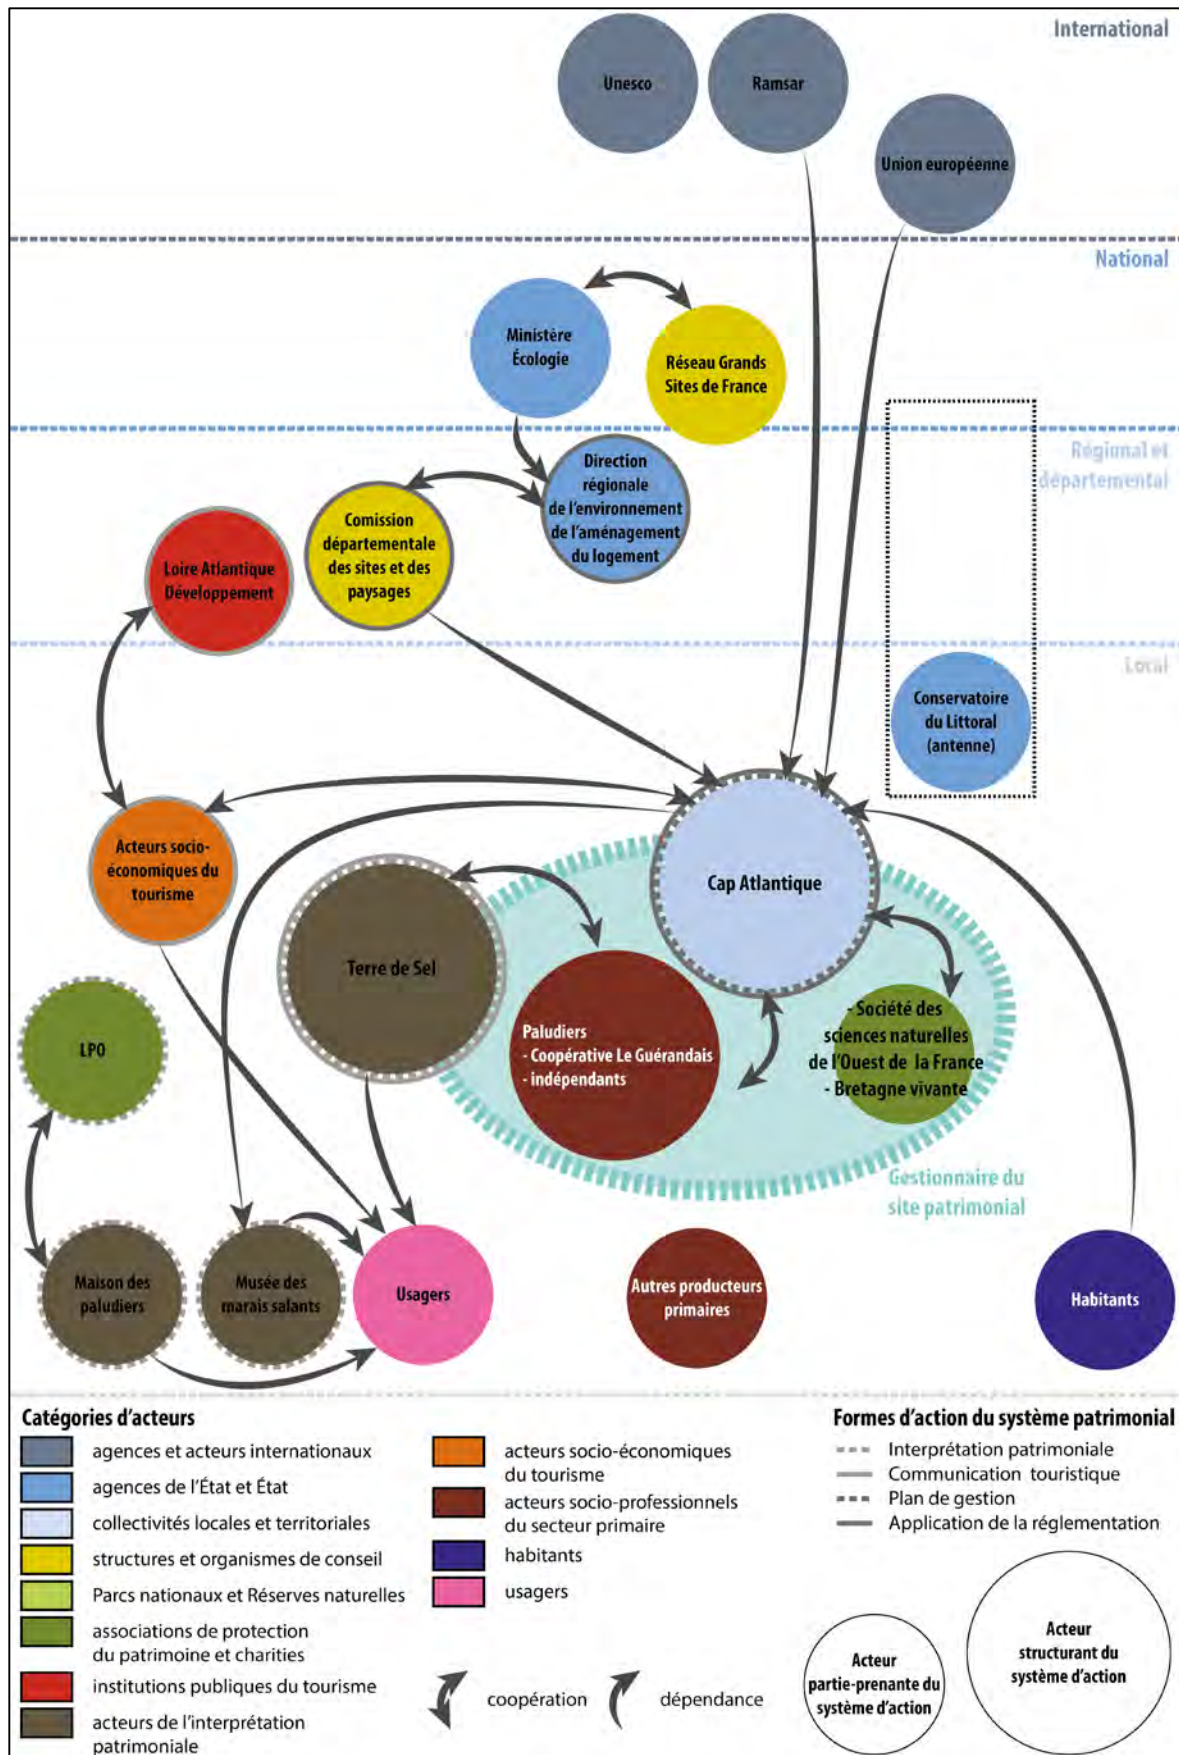 International
Unesco
Ramsar
Union européenne
National
Ministère
Écologie
Réseau Grands
Sites de France
Régional et
départemental
Direction
régionale
de l'environnement
de l'aménagement
du logement
Comission
départementale
des sites et des
paysages
Loire Atlantique
Développement
Local
Conservatoire
du Littoral
(antenne)
Acteurs socio-
économiques du
tourisme
Cap Atlantique
Terre de Sel
LPO
Paludiers
- Coopérative Le Guérandais
- indépendants
- Société des
sciences naturelles
de l'Ouest de la France
- Bretagne vivante
Gestionnaire du
site patrimonial
Maison des
paludiers
Musée des
marais salants
Usagers
Autres producteurs
primaires
Habitants
Catégories d'acteurs
agences et acteurs internationaux
agences de l'État et État
collectivités locales et territoriales
structures et organismes de conseil
Parcs nationaux et Réserves naturelles
associations de protection
du patrimoine et charities
institutions publiques du tourisme
acteurs de l'interprétation
patrimoniale
acteurs socio-économiques
du tourisme
acteurs socio-professionnels
du secteur primaire
habitants
usagers
coopération
dépendance
Formes d'action du système patrimonial
Interprétation patrimoniale
Communication touristique
Plan de gestion
Application de la réglementation
Acteur
partie-prenante du
système d'action
Acteur
structurant du
système d'action